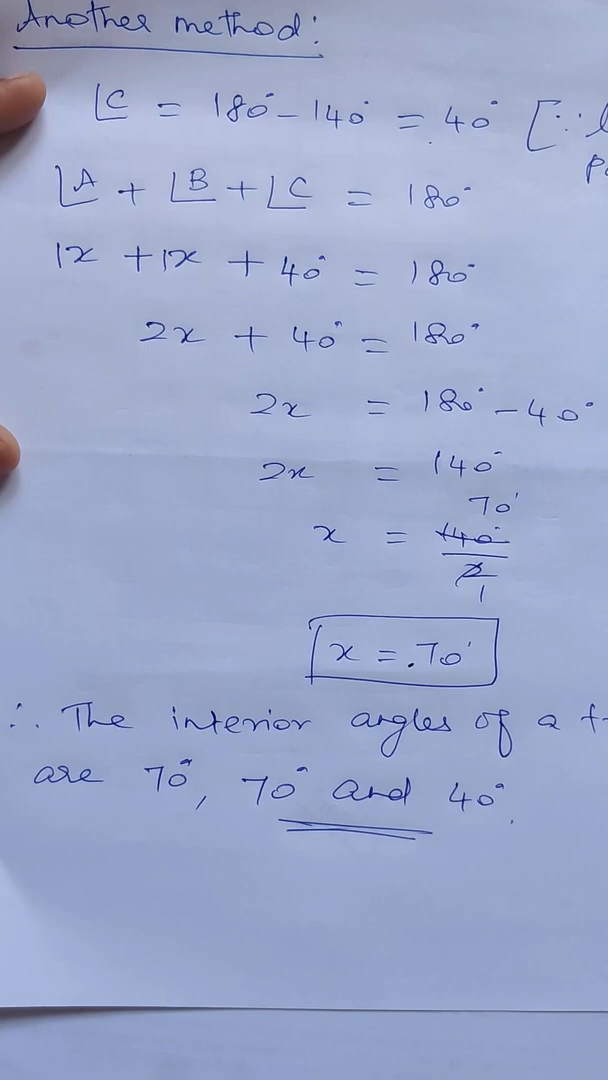 Another method:
∠C = 180° - 140° = 40° [∵
∠A + ∠B + ∠C = 180°
1x + 1x + 40° = 180°
2x + 40° = 180°
2x = 180° - 40°
2x = 140°
70°
x = 140°/2
1
x = 70°
∴ The interior angles of a
are 70°, 70° and 40°.